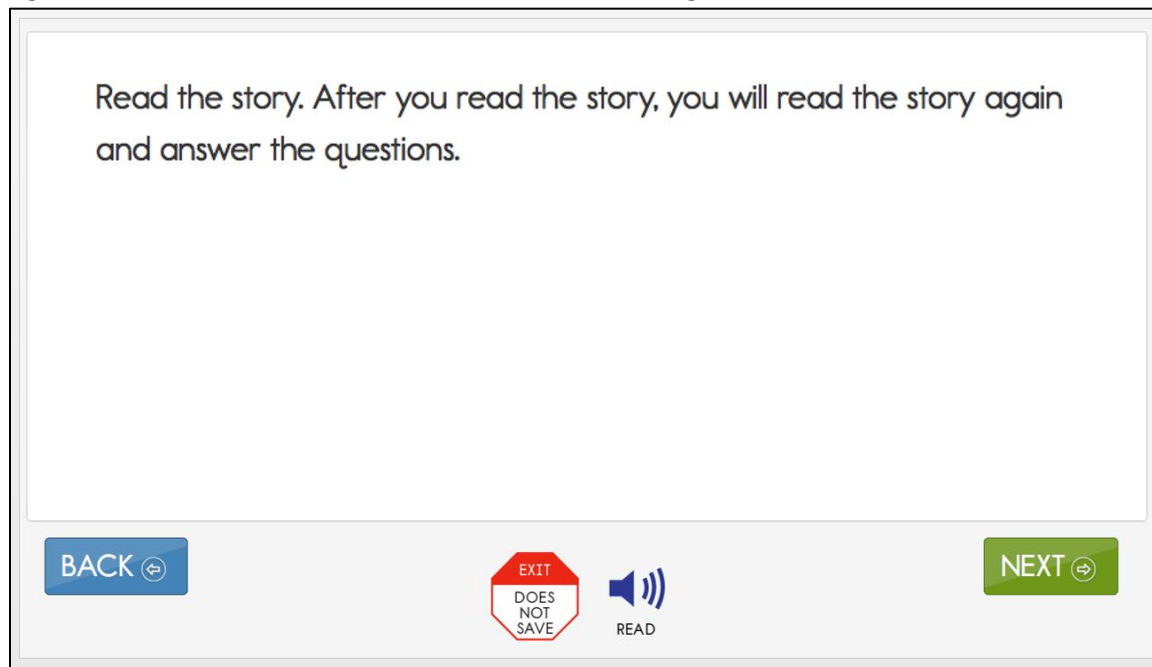 Read the story. After you read the story, you will read the story again
and answer the questions.
BACK
EXIT
DOES
NOT
SAVE
READ
NEXT